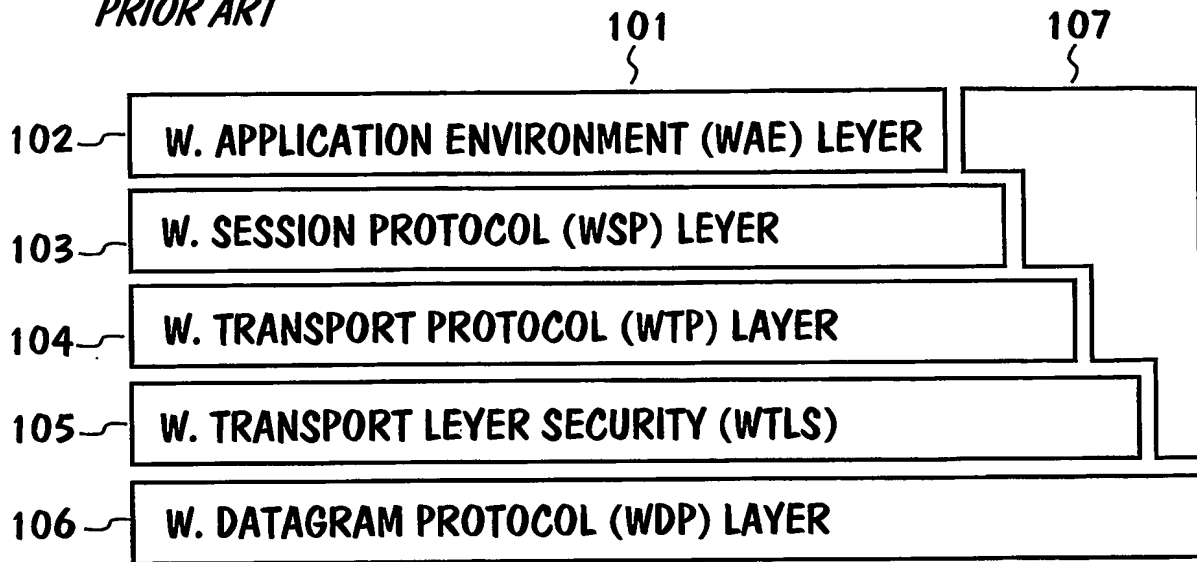 PRIOR ART
101
107
102
W. APPLICATION ENVIRONMENT (WAE) LEYER
103
W. SESSION PROTOCOL (WSP) LEYER
104
W. TRANSPORT PROTOCOL (WTP) LAYER
105
W. TRANSPORT LEYER SECURITY (WTLS)
106
W. DATAGRAM PROTOCOL (WDP) LAYER